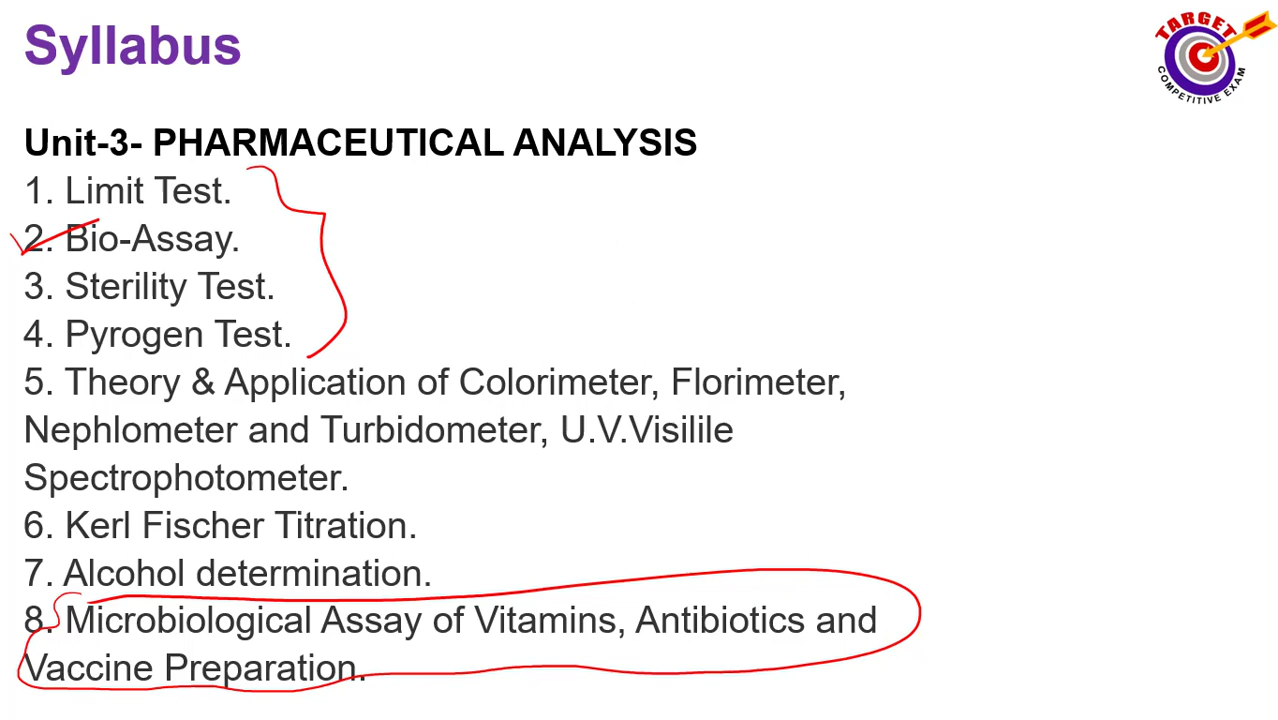 Syllabus
TARGET
COMPETITIVE EXAM
Unit-3- PHARMACEUTICAL ANALYSIS
1. Limit Test.
2. Bio-Assay.
3. Sterility Test.
4. Pyrogen Test.
5. Theory & Application of Colorimeter, Florimeter,
Nephlometer and Turbidometer, U.V.Visilile
Spectrophotometer.
6. Kerl Fischer Titration.
7. Alcohol determination.
8. Microbiological Assay of Vitamins, Antibiotics and
Vaccine Preparation.